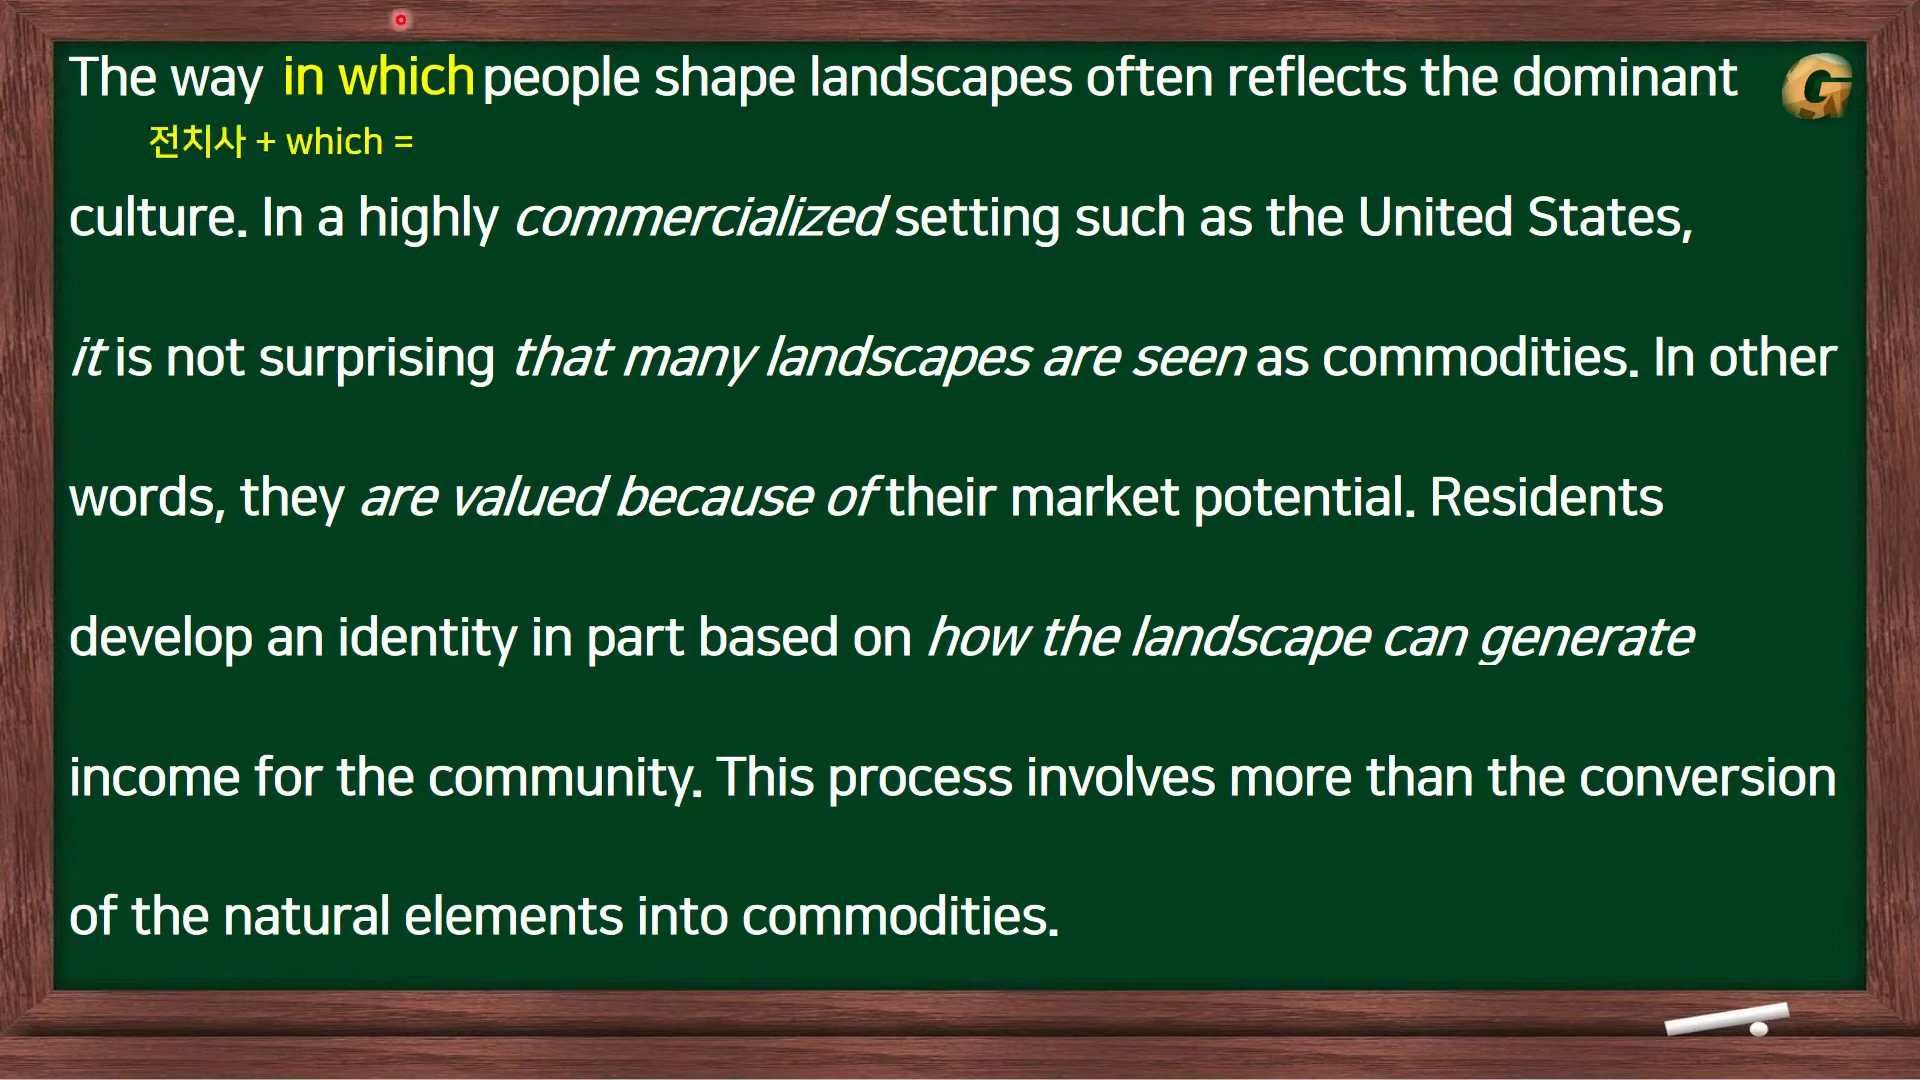 The way in which people shape landscapes often reflects the dominant
전치사 + which =
culture. In a highly commercialized setting such as the United States,
it is not surprising that many landscapes are seen as commodities. In other
words, they are valued because of their market potential. Residents
develop an identity in part based on how the landscape can generate
income for the community. This process involves more than the conversion
of the natural elements into commodities.
G